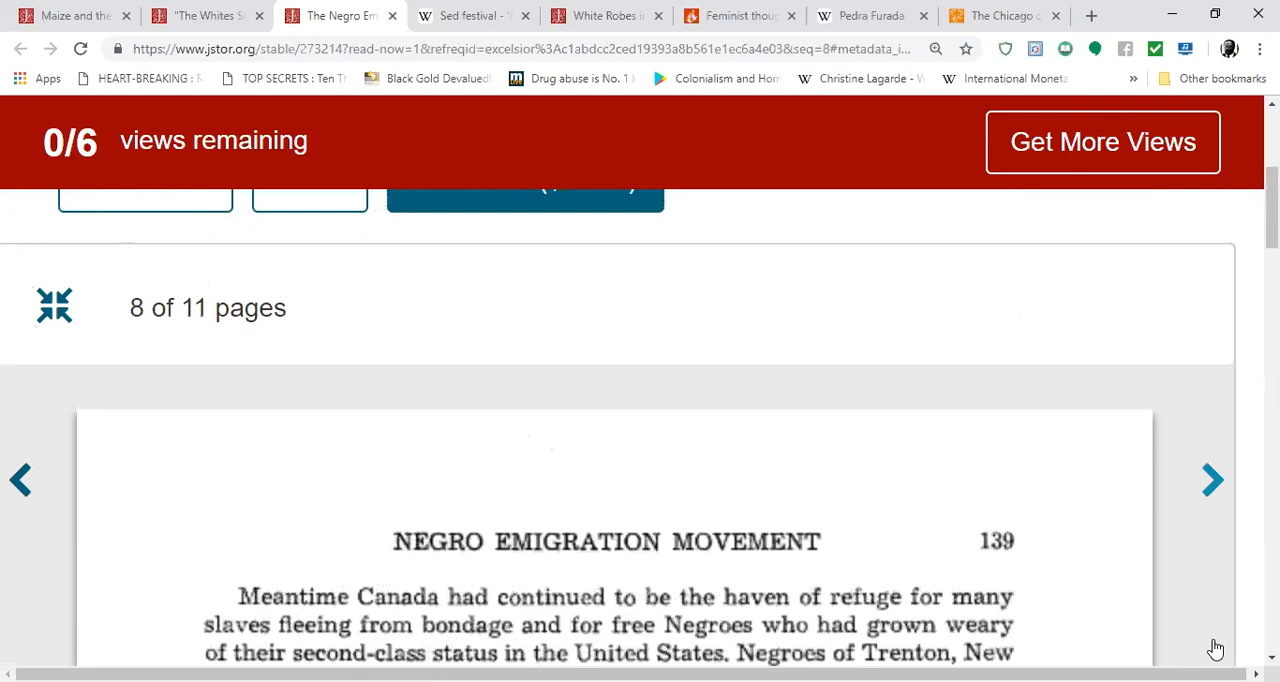 Maize and the
"The Whites S
The Negro Em
Sed festival -
White Robes i
Feminist thoug
Pedra Furada
The Chicago
https://www.jstor.org/stable/273214?read-now=1&refreqid=excelsior%3Ac1abdcc2ced19393a8b561e1ec6a4e03&seq=8#metadata_i...
Apps
HEART-BREAKING :
TOP SECRETS : Ten Th
Black Gold Devalued
Drug abuse is No. 1
Colonialism and Hom
Christine Lagarde -
International Moneta
»
Other bookmarks
0/6 views remaining
Get More Views
8 of 11 pages
NEGRO EMIGRATION MOVEMENT 139
Meantime Canada had continued to be the haven of refuge for many
slaves fleeing from bondage and for free Negroes who had grown weary
of their second-class status in the United States. Negroes of Trenton, New